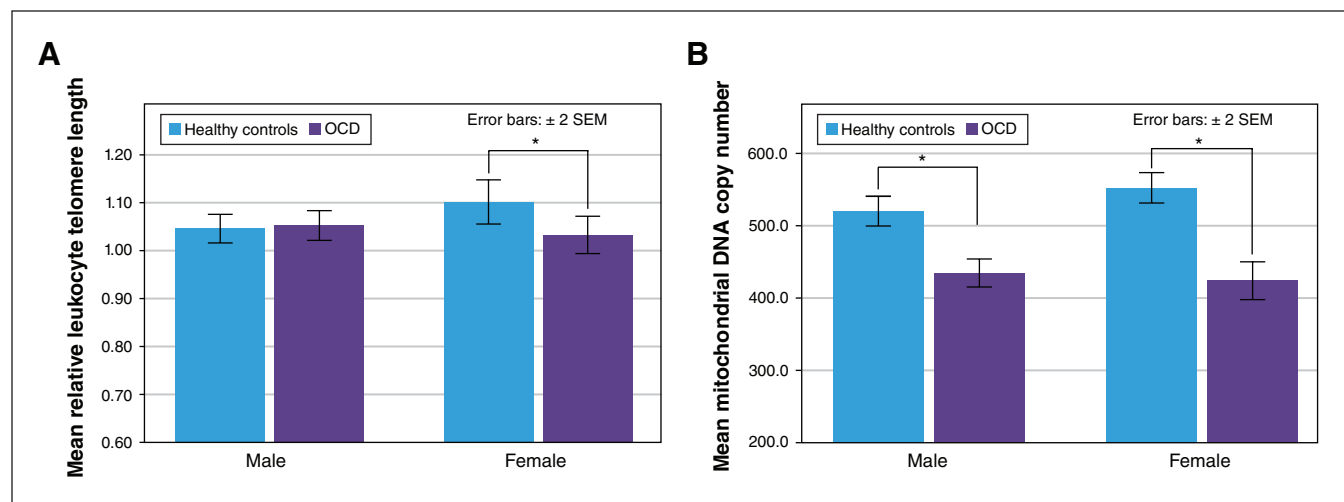 A
Mean relative leukocyte telomere length
Healthy controls OCD
Error bars: ± 2 SEM
*
1.20
1.10
1.00
0.90
0.80
0.70
0.60
Male Female
B
Mean mitochondrial DNA copy number
Healthy controls OCD
Error bars: ± 2 SEM
* *
600.0
500.0
400.0
300.0
200.0
Male Female